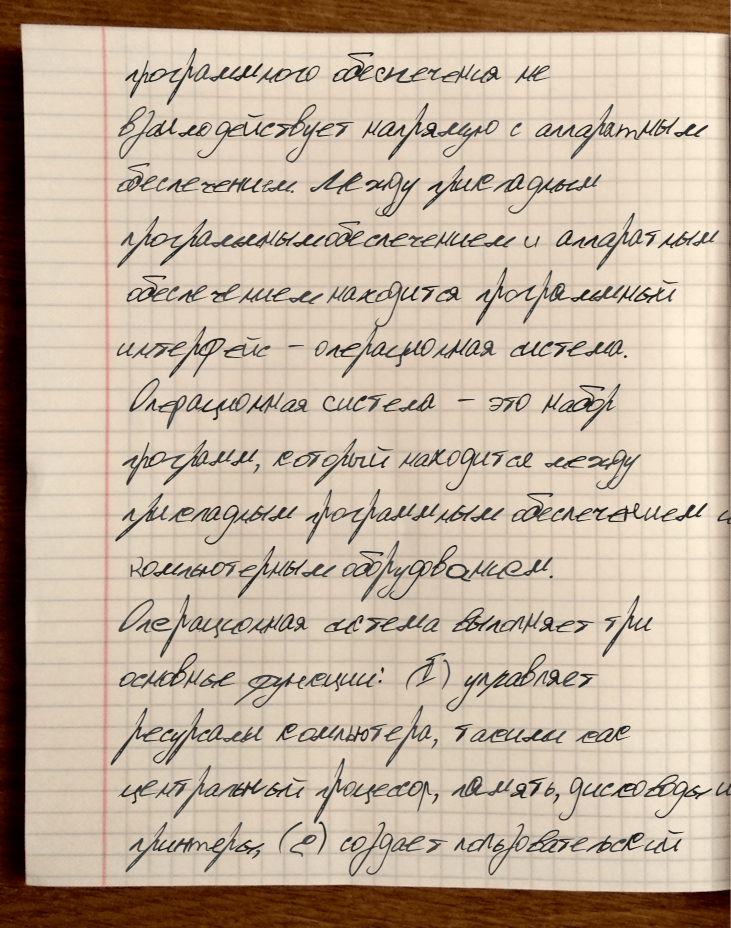 программного обеспечения не
взаимодействует напрямую с аппаратным
обеспечением. Между прикладным
программным обеспечением и аппаратным
обеспечением находится программный
интерфейс – операционная система.
Операционная система – это набор
программ, который находится между
прикладным программным обеспечением и
компьютерным оборудованием.
Операционная система выполняет три
основные функции: (1) управляет
ресурсами компьютера, такими как
центральный процессор, память, дисководы и
принтеры, (2) создает пользовательский